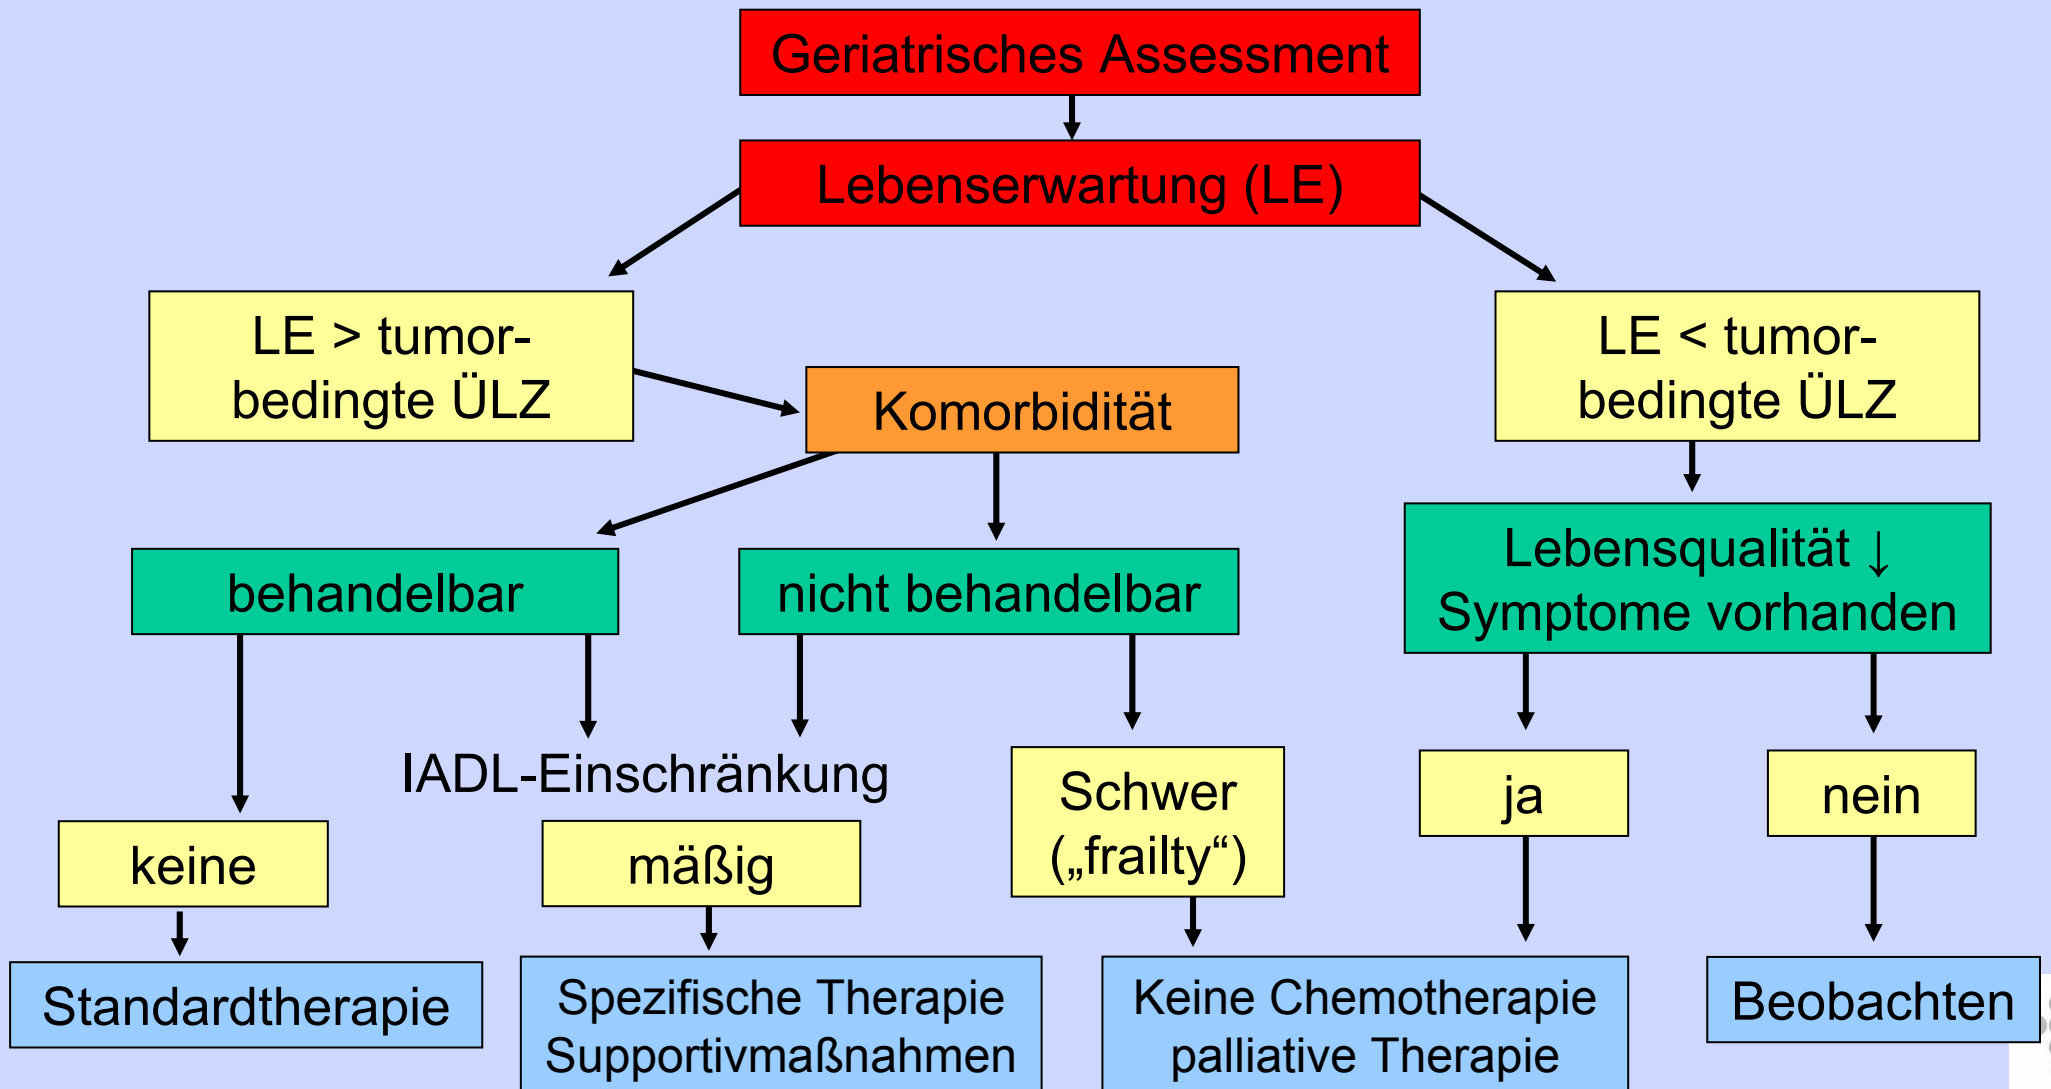 Geriatrisches Assessment
Lebenserwartung (LE)
LE > tumor-
bedingte ÜLZ
LE < tumor-
bedingte ÜLZ
Komorbidität
behandelbar
nicht behandelbar
Lebensqualität ↓
Symptome vorhanden
IADL-Einschränkung
keine
mäßig
Schwer
(„frailty“)
ja
nein
Standardtherapie
Spezifische Therapie
Supportivmaßnahmen
Keine Chemotherapie
palliative Therapie
Beobachten